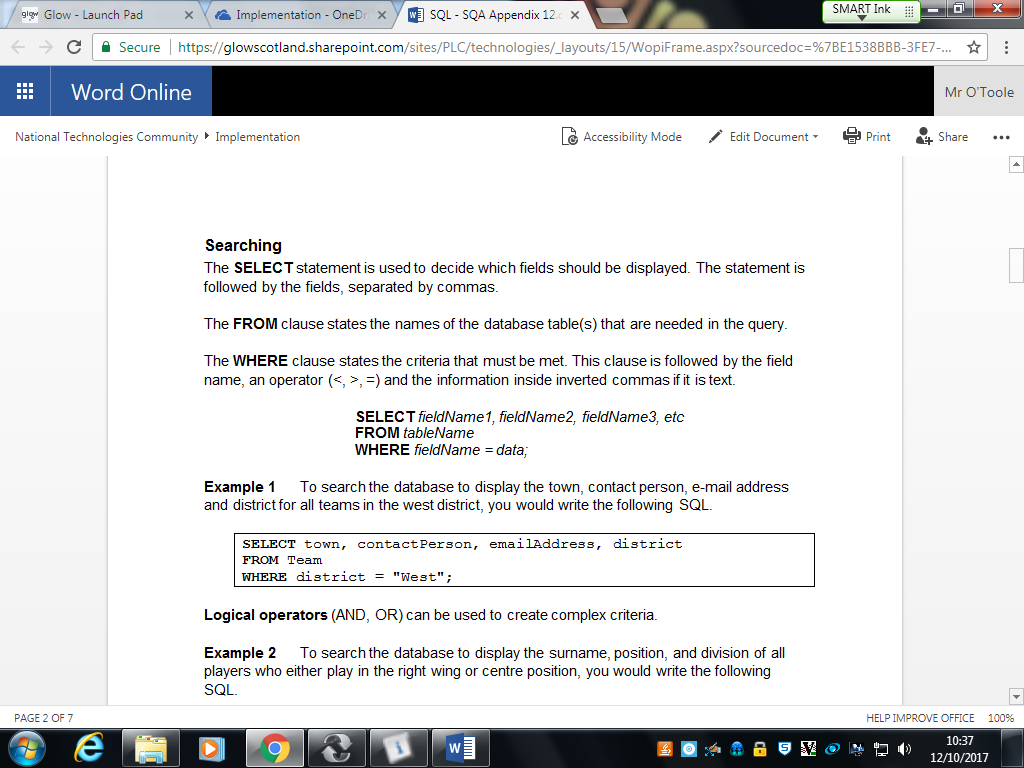 glow Glow - Launch Pad
Implementation - OneDr
SQL - SQA Appendix 12.
SMART Ink
Secure https://glowscotland.sharepoint.com/sites/PLC/technologies/_layouts/15/WopiFrame.aspx?sourcedoc=%7BE1538BBB-3FE7-...
Word Online
Mr O'Toole
National Technologies Community Implementation
Accessibility Mode Edit Document Print Share
Searching
The SELECT statement is used to decide which fields should be displayed. The statement is
followed by the fields, separated by commas.
The FROM clause states the names of the database table(s) that are needed in the query.
The WHERE clause states the criteria that must be met. This clause is followed by the field
name, an operator (<, >, =) and the information inside inverted commas if it is text.
SELECT fieldName1, fieldName2, fieldName3, etc
FROM tableName
WHERE fieldName = data;
Example 1 To search the database to display the town, contact person, e-mail address
and district for all teams in the west district, you would write the following SQL.
SELECT town, contactPerson, emailAddress, district
FROM Team
WHERE district = "West";
Logical operators (AND, OR) can be used to create complex criteria.
Example 2 To search the database to display the surname, position, and division of all
players who either play in the right wing or centre position, you would write the following
SQL.
PAGE 2 OF 7
HELP IMPROVE OFFICE 100%
10:37
12/10/2017